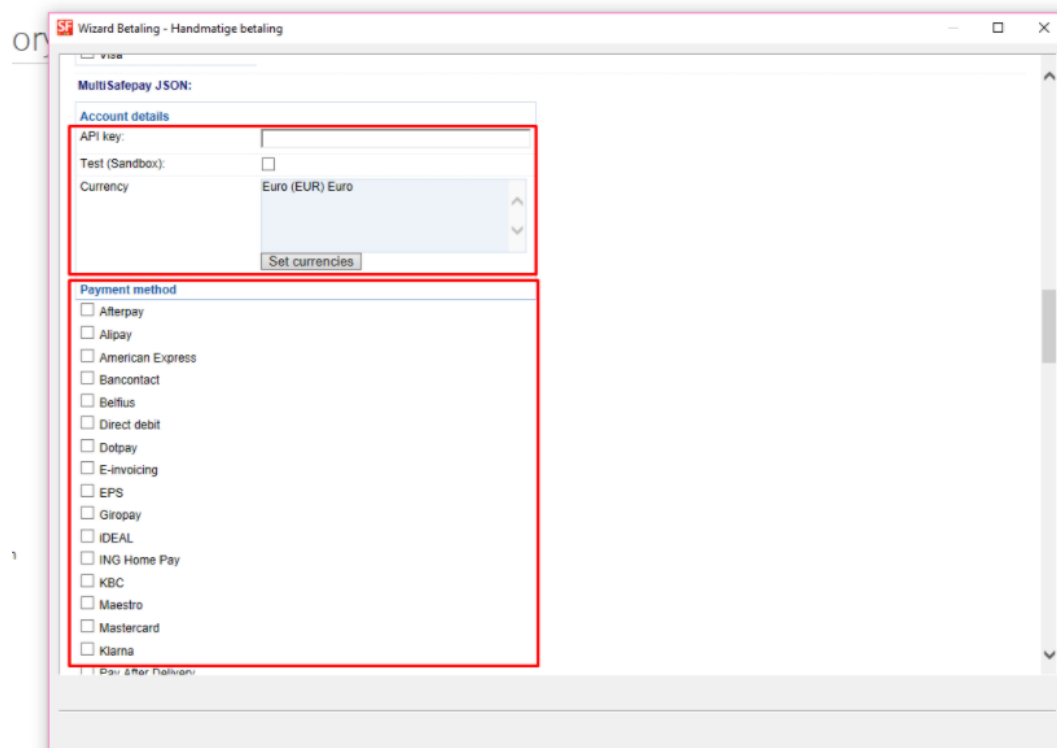 ory
SF
Wizard Betaling - Handmatige betaling
Visa
MultiSafepay JSON:
Account details
API key:
Test (Sandbox):
Currency
Euro (EUR) Euro
Set currencies
Payment method
Afterpay
Alipay
American Express
Bancontact
Belfius
Direct debit
Dotpay
E-invoicing
EPS
Giropay
iDEAL
ING Home Pay
KBC
Maestro
Mastercard
Klarna
Pay After Delivery